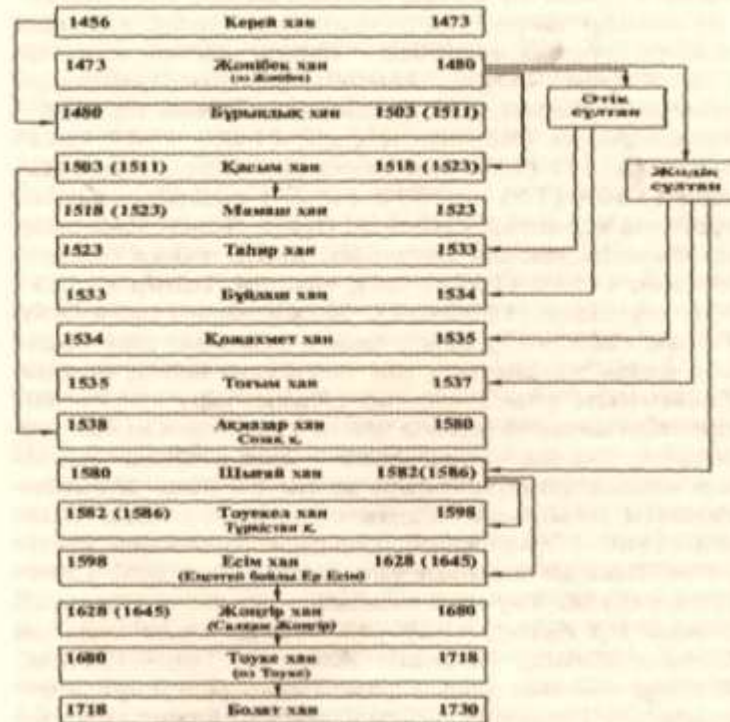 1456 Керей хан 1473
1473 Жәнібек хан 1480
(әз Жәнібек)
1480 Бұрындық хан 1503 (1511)
Әтік
сұлтан
1503 (1511) Қасым хан 1518 (1523)
Жәдік
сұлтан
1518 (1523) Мамаш хан 1523
1523 Таһир хан 1533
1533 Бұйдаш хан 1534
1534 Қожахмет хан 1535
1535 Тоғым хан 1537
1538 Ақназар хан 1580
Созақ қ.
1580 Шығай хан 1582(1586)
1582 (1586) Тәуекел хан 1598
Түркістан қ.
1598 Есім хан 1628 (1645)
(Еңсегей бойлы Ер Есім)
1628 (1645) Жәңгір хан 1680
(Салқам Жәңгір)
1680 Тәуке хан 1718
(әз Тәуке)
1718 Болат хан 1730